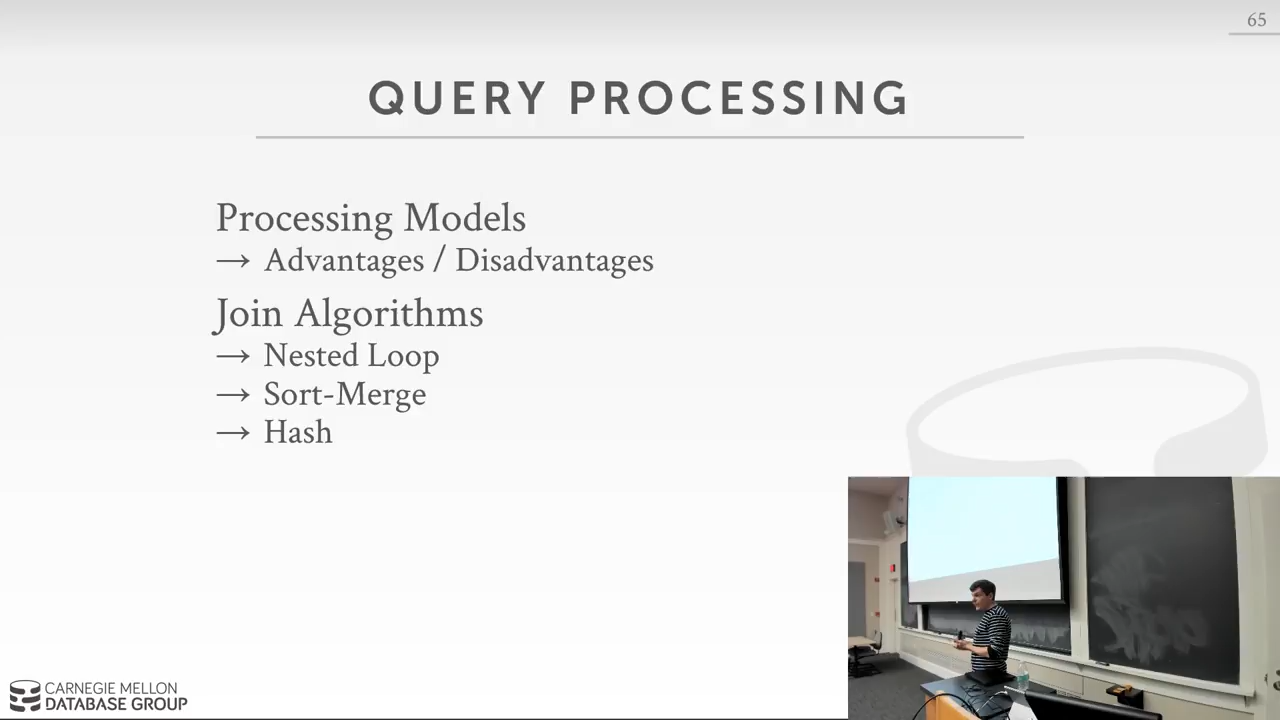 65
QUERY PROCESSING
Processing Models
→ Advantages / Disadvantages
Join Algorithms
→ Nested Loop
→ Sort-Merge
→ Hash
CARNEGIE MELLON
DATABASE GROUP